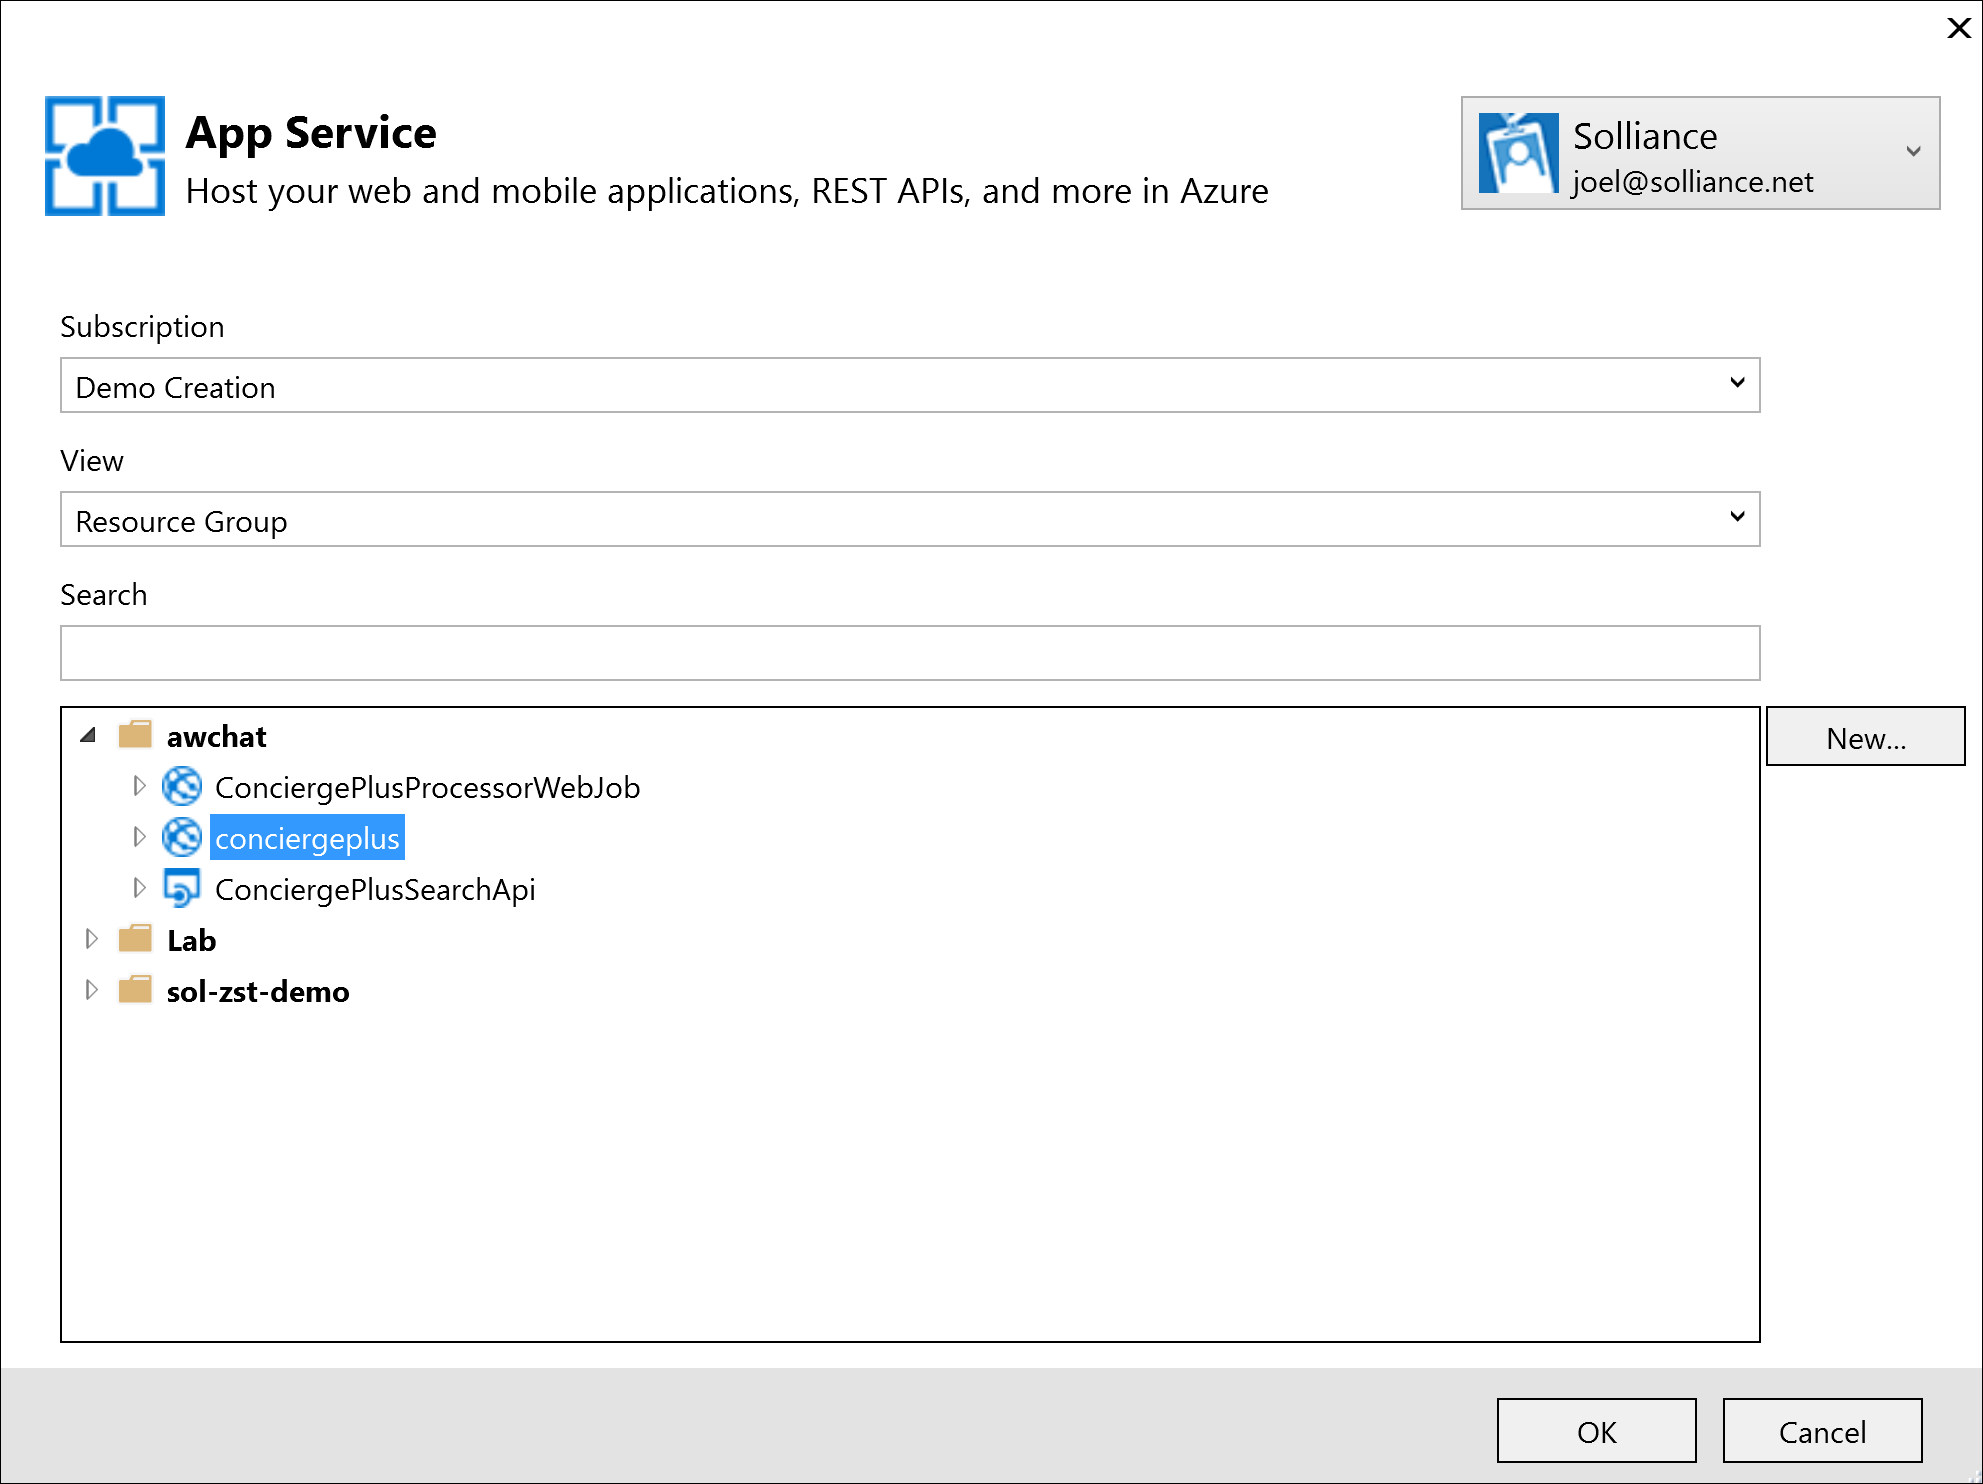 App Service
Host your web and mobile applications, REST APIs, and more in Azure
Solliance
joel@solliance.net
Subscription
Demo Creation
View
Resource Group
Search
awchat
New...
ConciergePlusProcessorWebJob
conciergeplus
ConciergePlusSearchApi
Lab
sol-zst-demo
OK
Cancel